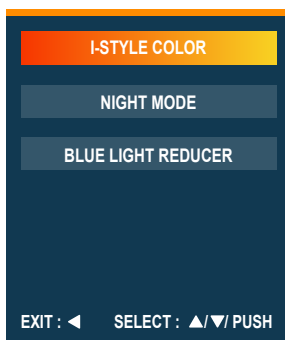 I-STYLE COLOR
NIGHT MODE
BLUE LIGHT REDUCER
EXIT : ◀ SELECT : ▲/▼/ PUSH